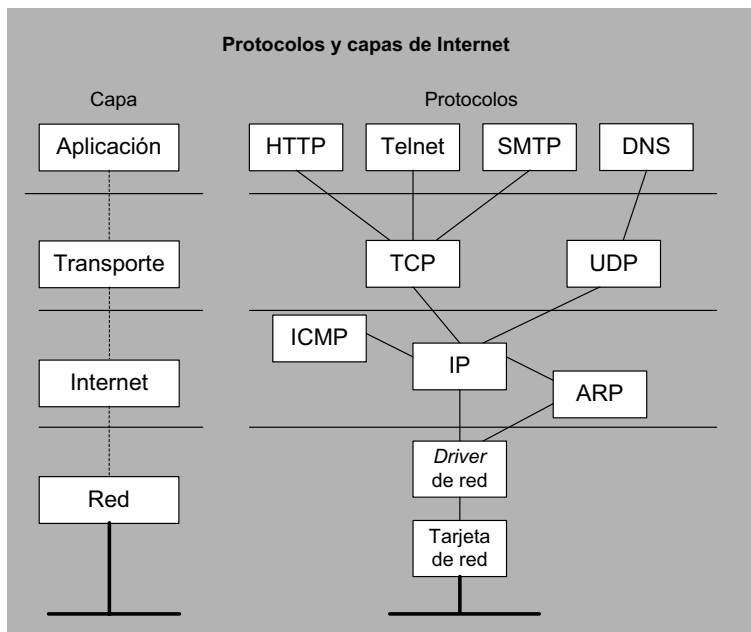 Protocolos y capas de Internet
Capa
Protocolos
Aplicación
HTTP
Telnet
SMTP
DNS
Transporte
TCP
UDP
ICMP
Internet
IP
ARP
Driver
de red
Red
Tarjeta
de red